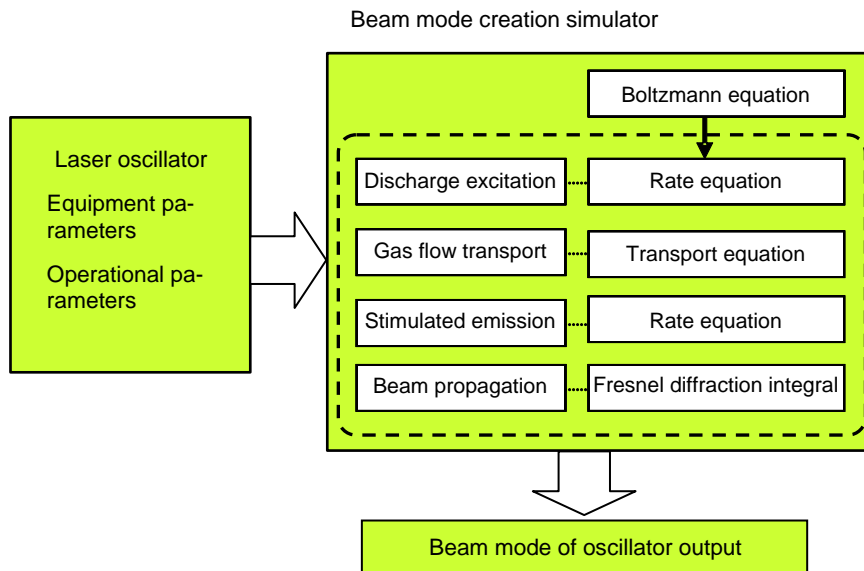 Beam mode creation simulator
Laser oscillator
Equipment pa-
rameters
Operational pa-
rameters
Boltzmann equation
Discharge excitation
Rate equation
Gas flow transport
Transport equation
Stimulated emission
Rate equation
Beam propagation
Fresnel diffraction integral
Beam mode of oscillator output